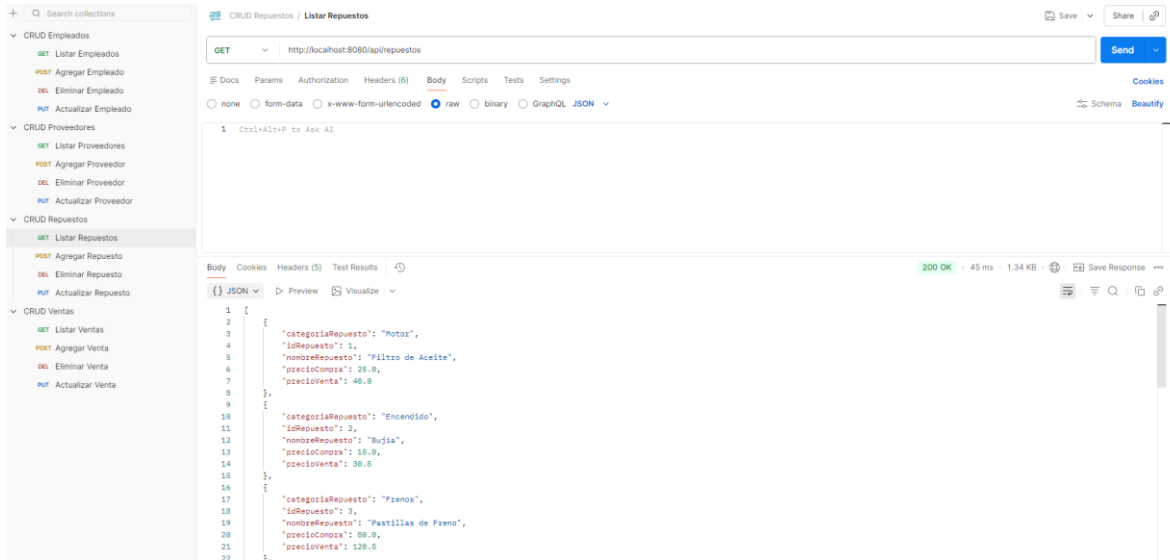 Search collections
CRUD Empleados
GET Listar Empleados
POST Agregar Empleado
DEL Eliminar Empleado
PUT Actualizar Empleado
CRUD Proveedores
GET Listar Proveedores
POST Agregar Proveedor
DEL Eliminar Proveedor
PUT Actualizar Proveedor
CRUD Repuestos
GET Listar Repuestos
POST Agregar Repuesto
DEL Eliminar Repuesto
PUT Actualizar Repuesto
CRUD Ventas
GET Listar Ventas
POST Agregar Venta
DEL Eliminar Venta
PUT Actualizar Venta
CRUD Repuestos / Listar Repuestos
Save Share
GET http://localhost:8080/api/repuestos Send
Docs Params Authorization Headers (6) Body Scripts Tests Settings Cookies
none form-data x-www-form-urlencoded raw binary GraphQL JSON Schema Beautify
1 Ctrl+Alt+P to Ask AI
Body Cookies Headers (5) Test Results 200 OK 45 ms 1.34 KB Save Response
{} JSON Preview Visualize
1 [
2 {
3 "categoriaRepuesto": "Motor",
4 "idRepuesto": 1,
5 "nombreRepuesto": "Filtro de Aceite",
6 "precioCompra": 25.0,
7 "precioVenta": 40.0
8 },
9 {
10 "categoriaRepuesto": "Encendido",
11 "idRepuesto": 2,
12 "nombreRepuesto": "Bujía",
13 "precioCompra": 15.0,
14 "precioVenta": 30.5
15 },
16 {
17 "categoriaRepuesto": "Frenos",
18 "idRepuesto": 3,
19 "nombreRepuesto": "Pastillas de Freno",
20 "precioCompra": 80.0,
21 "precioVenta": 120.5
22 },